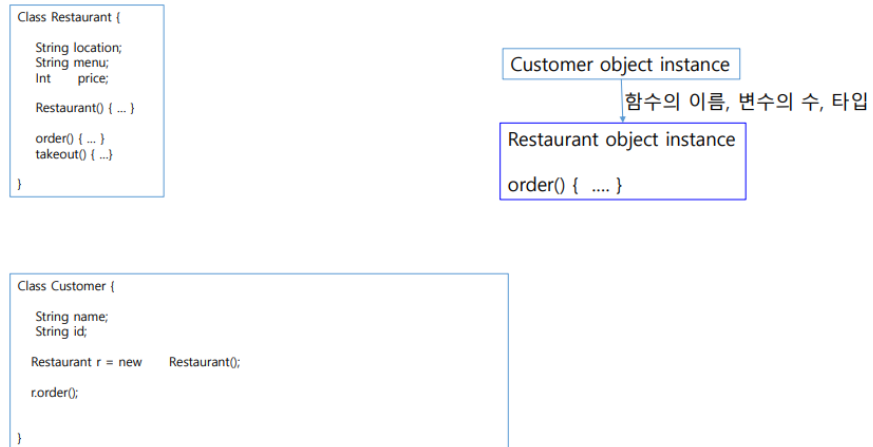 Class Restaurant {
String location;
String menu;
Int price;
Restaurant() { ... }
order() { ... }
takeout() { ...}
}
Customer object instance
함수의 이름, 변수의 수, 타입
Restaurant object instance
order() { .... }
Class Customer {
String name;
String id;
Restaurant r = new Restaurant();
r.order();
}